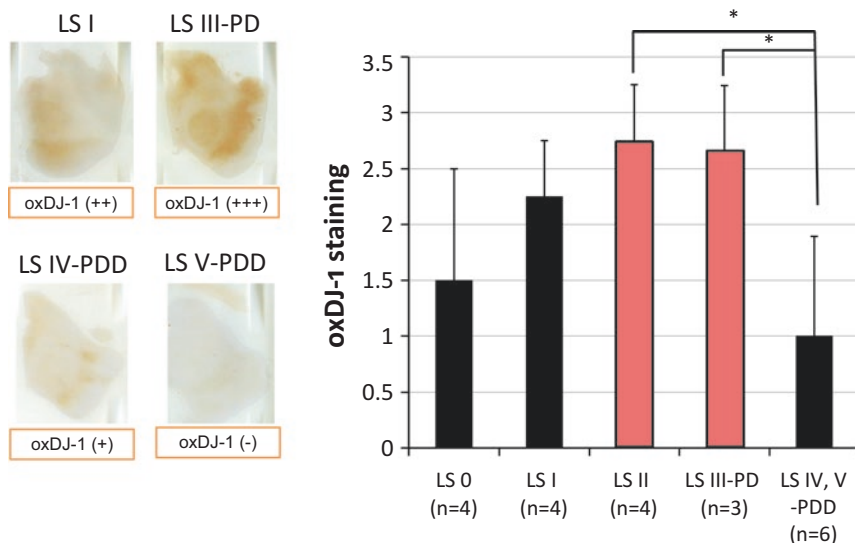 LS I
LS III-PD
oxDJ-1 (++)
oxDJ-1 (+++)
LS IV-PDD
LS V-PDD
oxDJ-1 (+)
oxDJ-1 (-)
*
*
oxDJ-1 staining
3.5
3
2.5
2
1.5
1
0.5
0
LS 0
(n=4)
LS I
(n=4)
LS II
(n=4)
LS III-PD
(n=3)
LS IV, V
-PDD
(n=6)